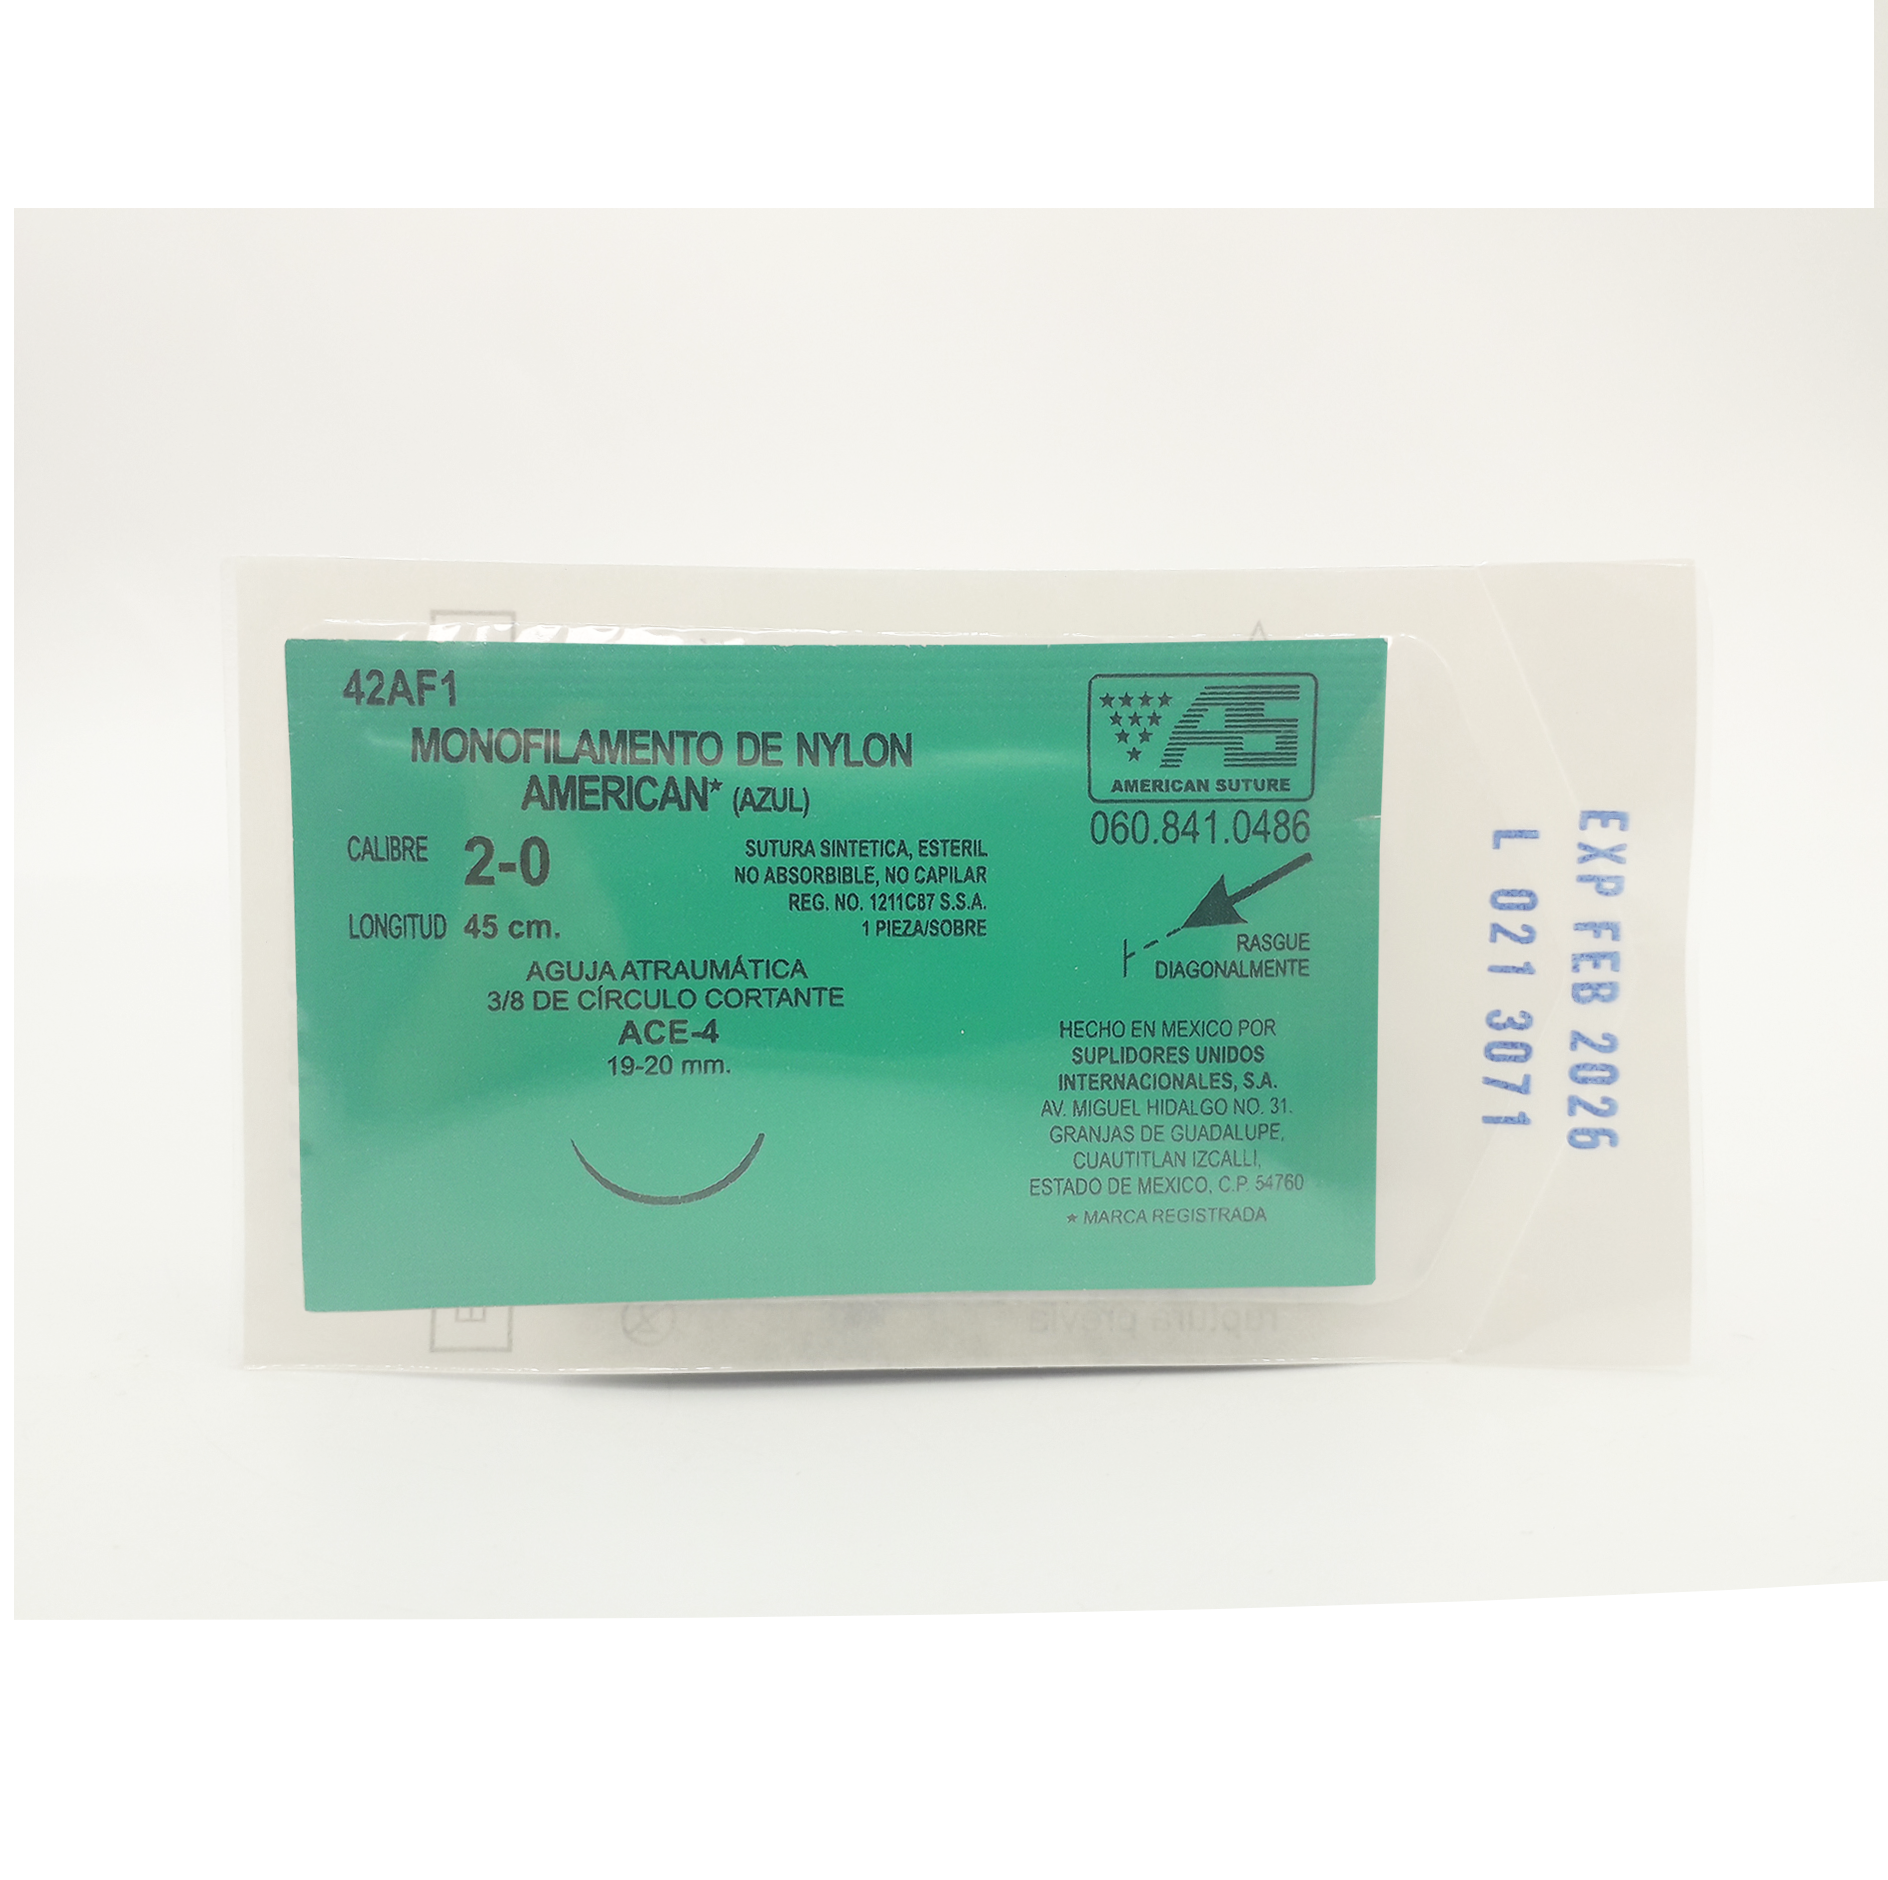 42AF1
MONOFILAMENTO DE NYLON
AMERICAN* (AZUL)
CALIBRE 2-0
LONGITUD 45 cm.
SUTURA SINTETICA, ESTERIL
NO ABSORBIBLE, NO CAPILAR
REG. NO. 1211C87 S.S.A.
1 PIEZA/SOBRE
AGUJA ATRAUMÁTICA
3/8 DE CÍRCULO CORTANTE
ACE-4
19-20 mm.
AS
AMERICAN SUTURE
060.841.0486
RASGUE
DIAGONALMENTE
HECHO EN MEXICO POR
SUPLIDORES UNIDOS
INTERNACIONALES, S.A.
AV. MIGUEL HIDALGO NO. 31.
GRANJAS DE GUADALUPE,
CUAUTITLAN IZCALLI,
ESTADO DE MEXICO, C.P. 54760
* MARCA REGISTRADA
EXP FEB 2026
L 021 3071
ruptura previa